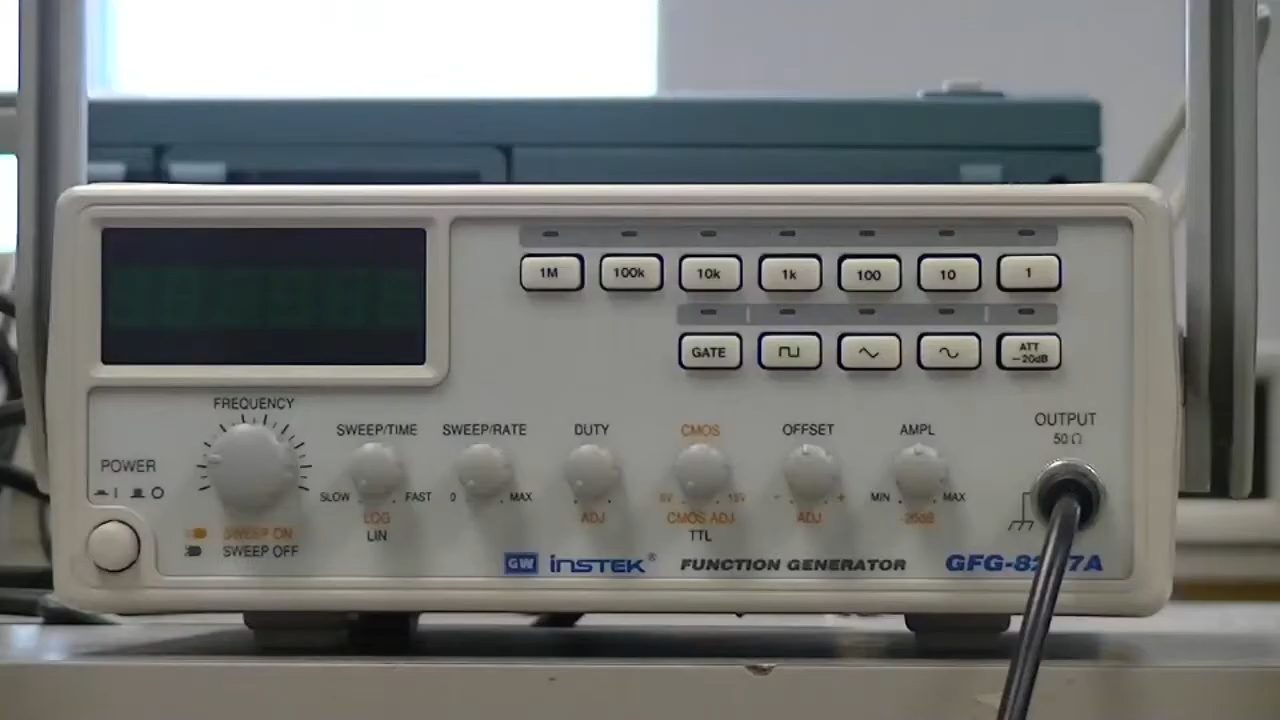 1M 100k 10k 1k 100 10 1
GATE ATT
-20dB
FREQUENCY
SWEEP/TIME SWEEP/RATE DUTY CMOS OFFSET AMPL OUTPUT
50Ω
POWER
SLOW FAST 0 MAX 5V 15V - + MIN MAX
LOG ADJ CMOS ADJ ADJ -20dB
LIN TTL
SWEEP ON
SWEEP OFF
GW INSTEK® FUNCTION GENERATOR